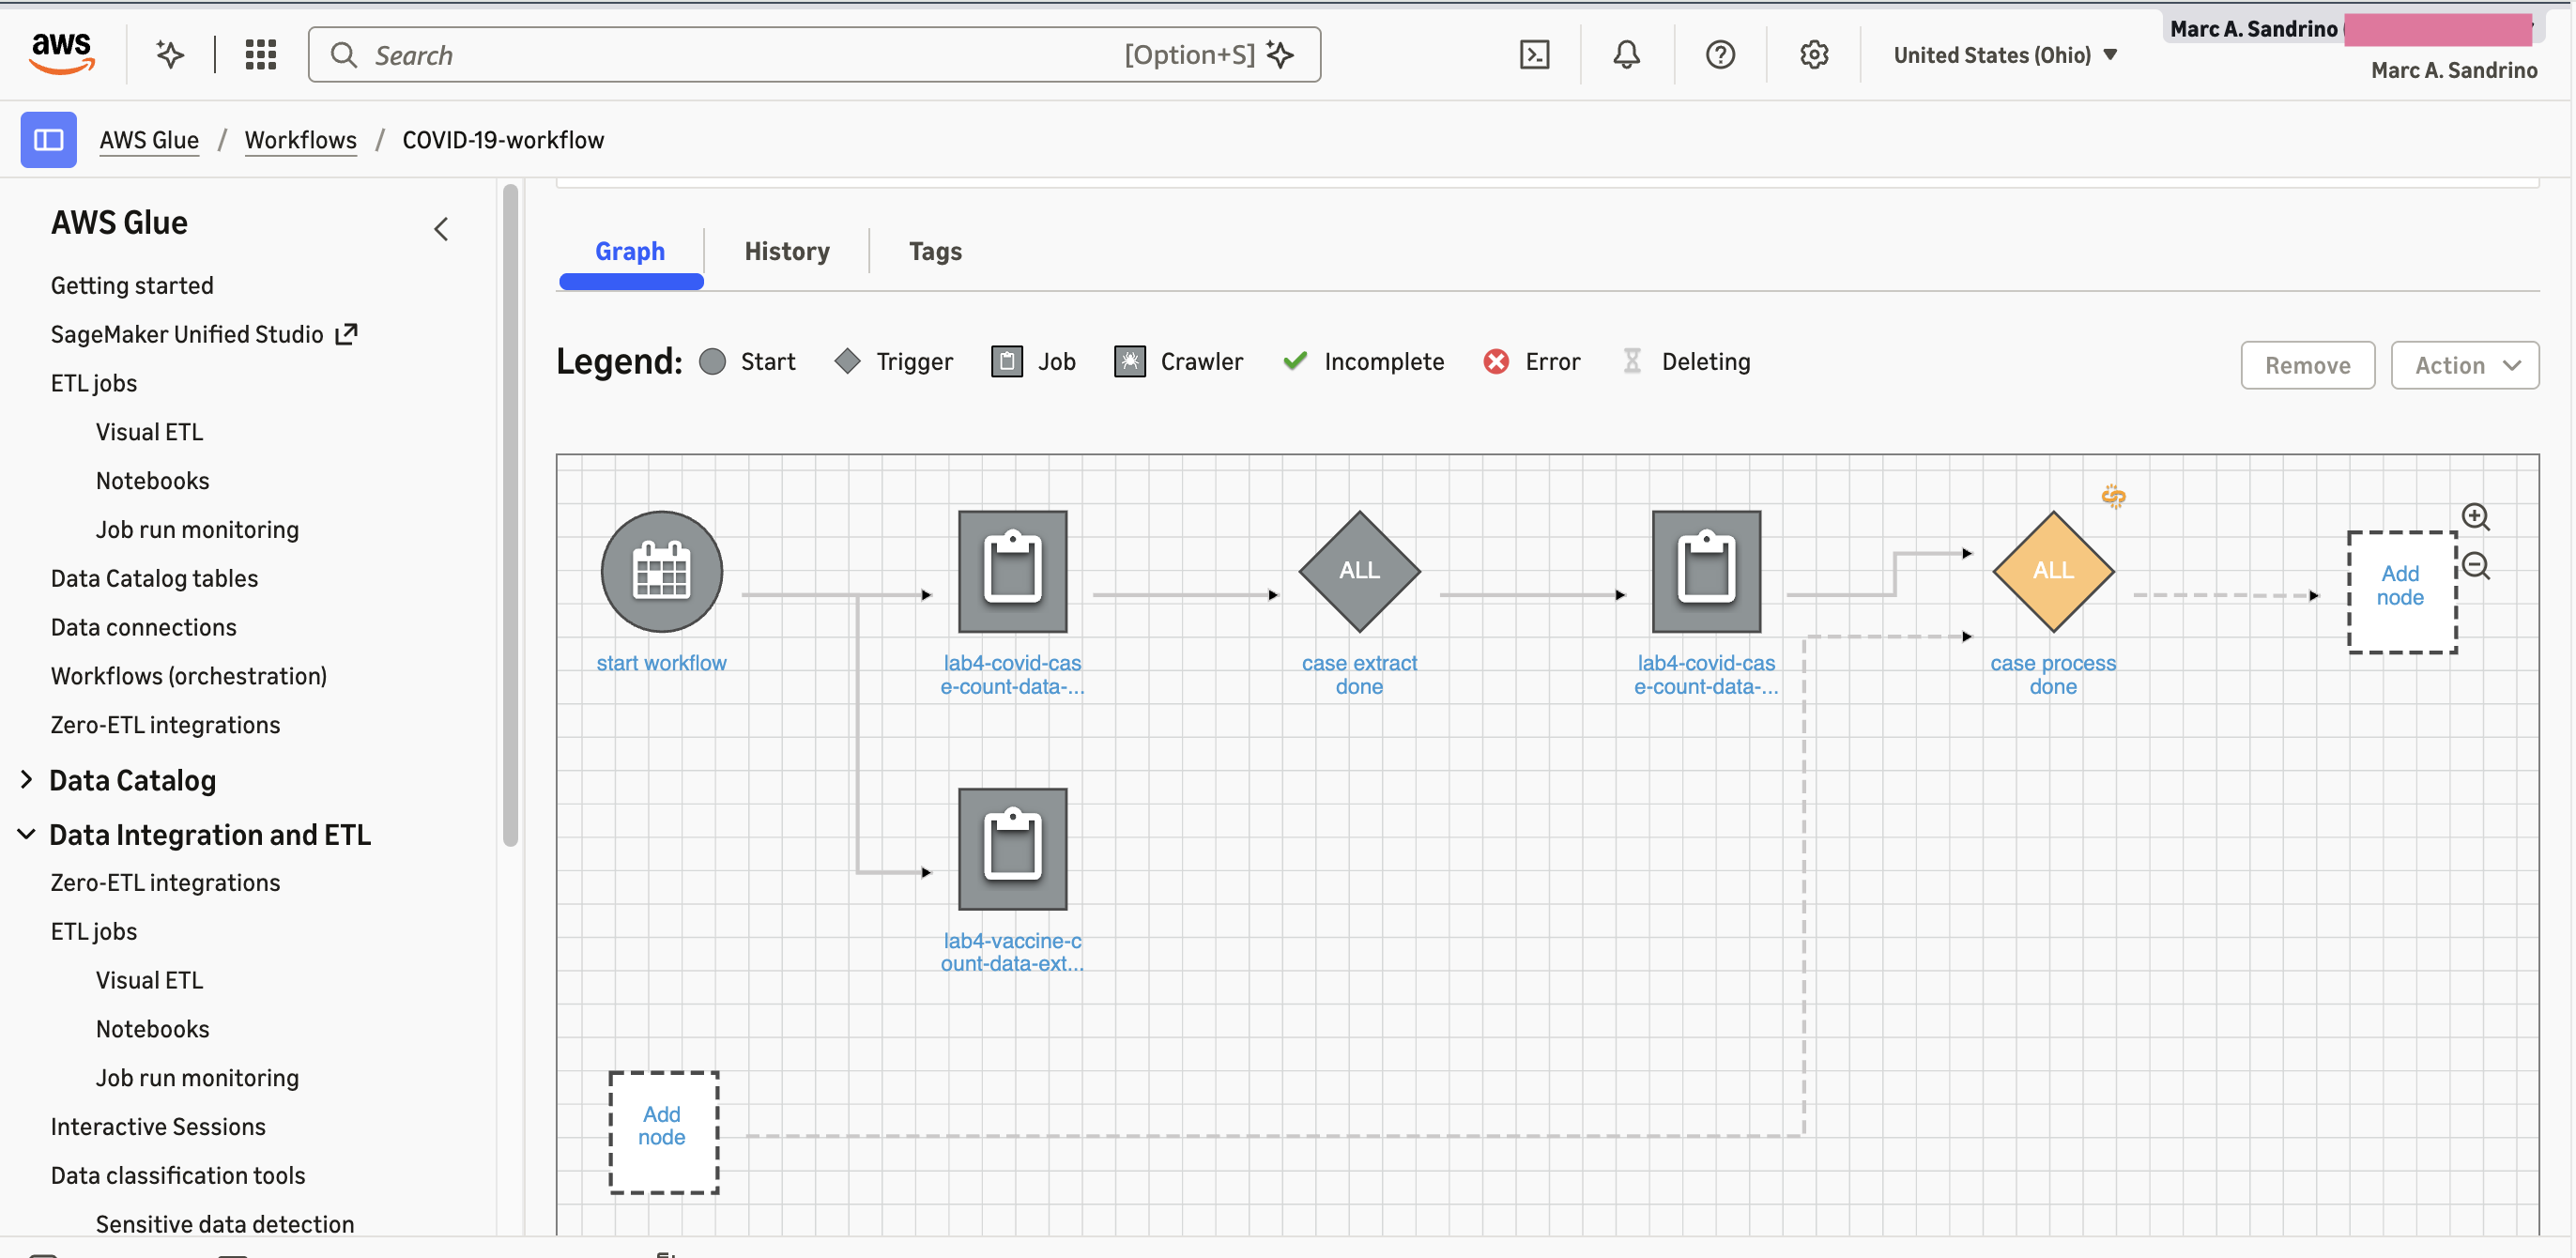 aws
Search
[Option+S]
United States (Ohio)
Marc A. Sandrino (
Marc A. Sandrino
AWS Glue / Workflows / COVID-19-workflow
AWS Glue
Getting started
SageMaker Unified Studio
ETL jobs
Visual ETL
Notebooks
Job run monitoring
Data Catalog tables
Data connections
Workflows (orchestration)
Zero-ETL integrations
Data Catalog
Data Integration and ETL
Zero-ETL integrations
ETL jobs
Visual ETL
Notebooks
Job run monitoring
Interactive Sessions
Data classification tools
Sensitive data detection
Graph
History
Tags
Legend: Start Trigger Job Crawler Incomplete Error Deleting
Remove
Action
start workflow
lab4-covid-cas
e-count-data-...
ALL
case extract
done
lab4-covid-cas
e-count-data-...
ALL
case process
done
Add
node
lab4-vaccine-c
ount-data-ext...
Add
node